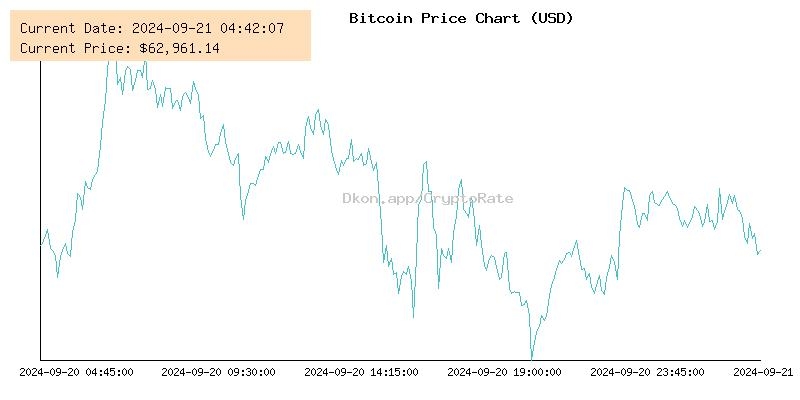 Bitcoin Price Chart (USD)
Current Date: 2024-09-21 04:42:07
Current Price: $62,961.14
Dkon.app/CryptoRate
2024-09-20 04:45:00 2024-09-20 09:30:00 2024-09-20 14:15:00 2024-09-20 19:00:00 2024-09-20 23:45:00 2024-09-21